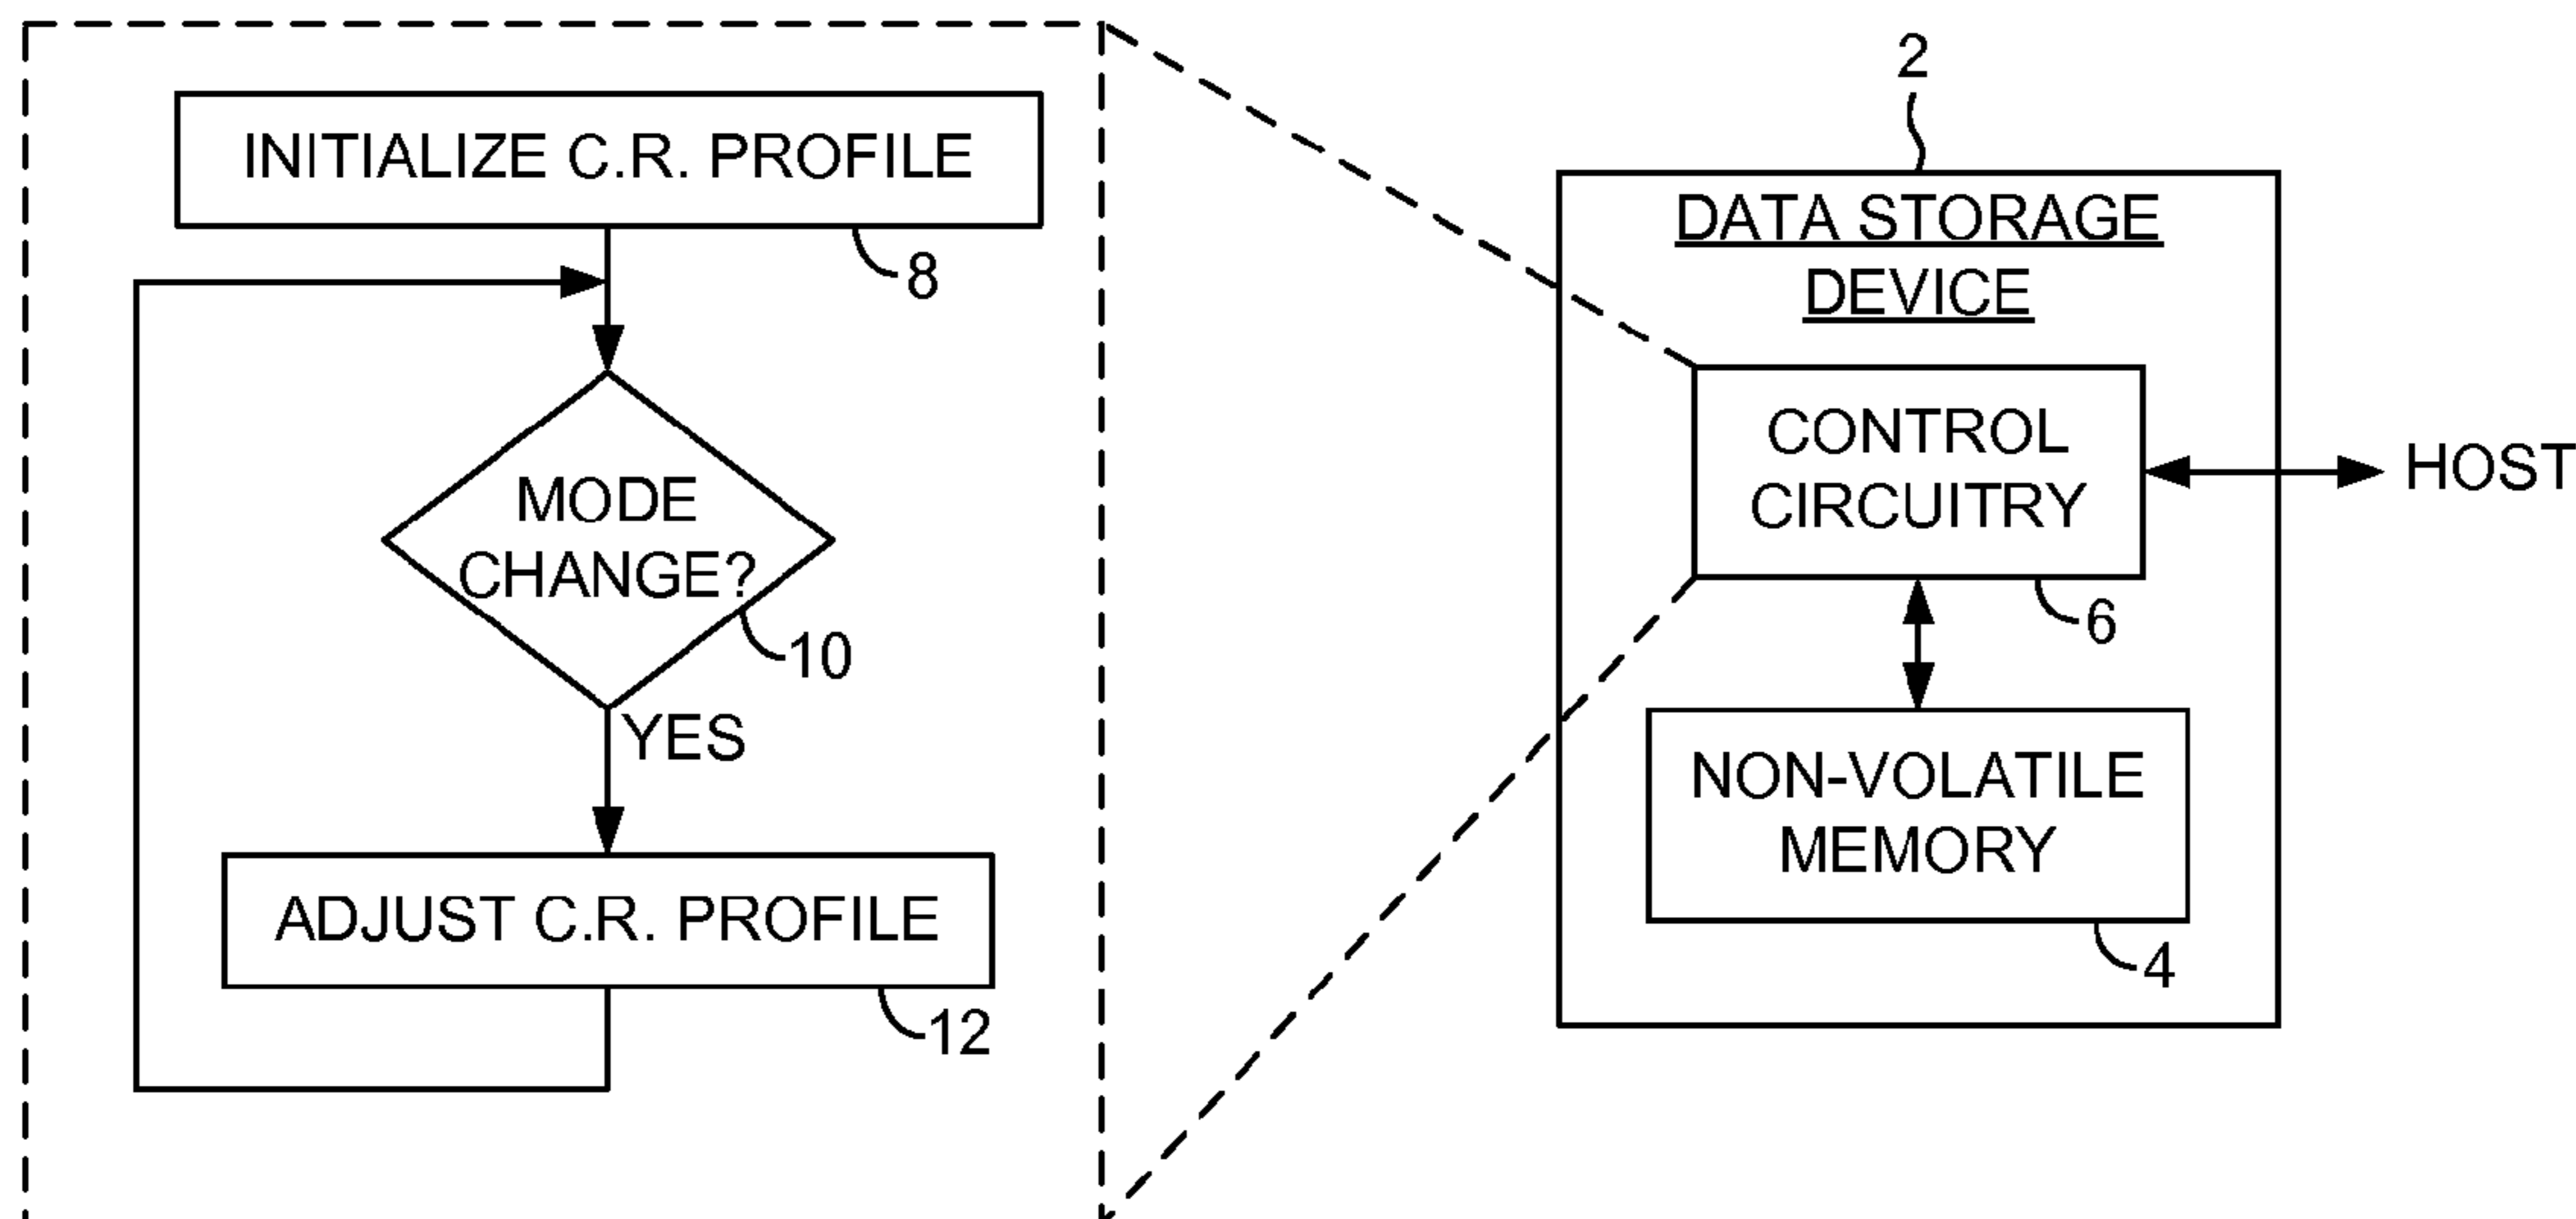 INITIALIZE C.R. PROFILE
8
MODE
CHANGE?
10
YES
ADJUST C.R. PROFILE
12
2
DATA STORAGE
DEVICE
CONTROL
CIRCUITRY
6
HOST
NON-VOLATILE
MEMORY
4